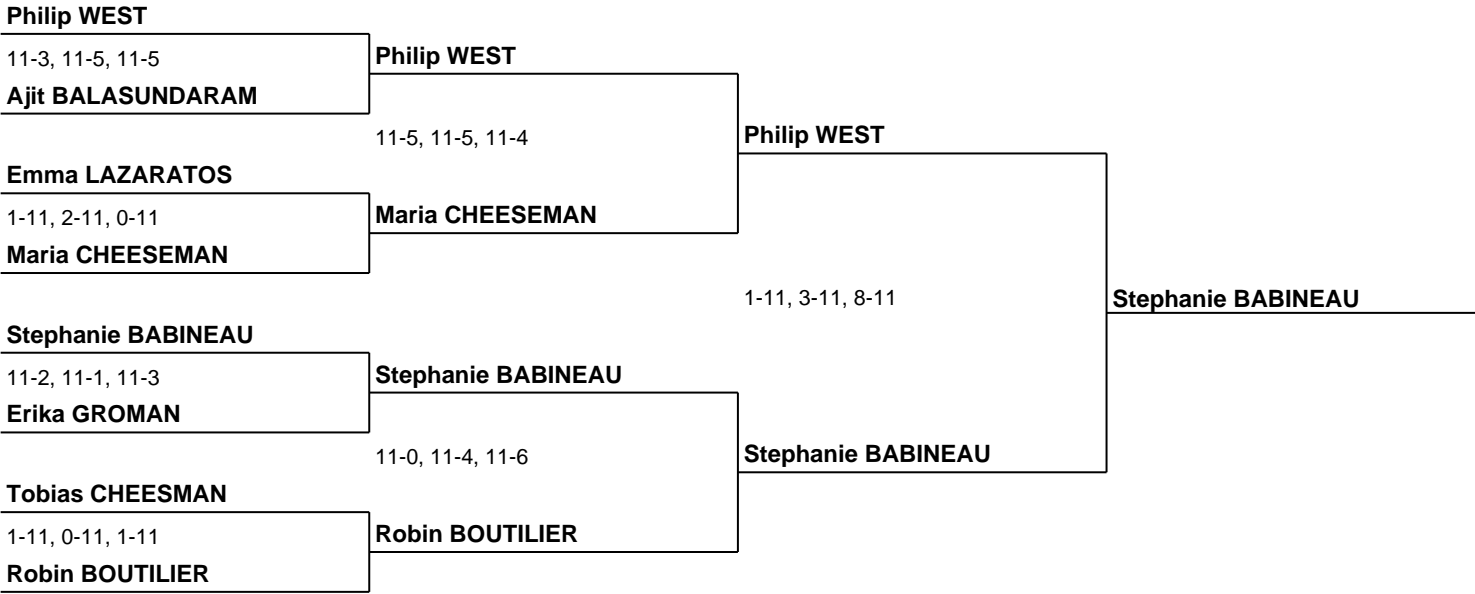 Philip WEST
11-3, 11-5, 11-5
Philip WEST
Ajit BALASUNDARAM
11-5, 11-5, 11-4
Philip WEST
Emma LAZARATOS
1-11, 2-11, 0-11
Maria CHEESEMAN
Maria CHEESEMAN
1-11, 3-11, 8-11
Stephanie BABINEAU
Stephanie BABINEAU
11-2, 11-1, 11-3
Stephanie BABINEAU
Erika GROMAN
11-0, 11-4, 11-6
Stephanie BABINEAU
Tobias CHEESMAN
1-11, 0-11, 1-11
Robin BOUTILIER
Robin BOUTILIER